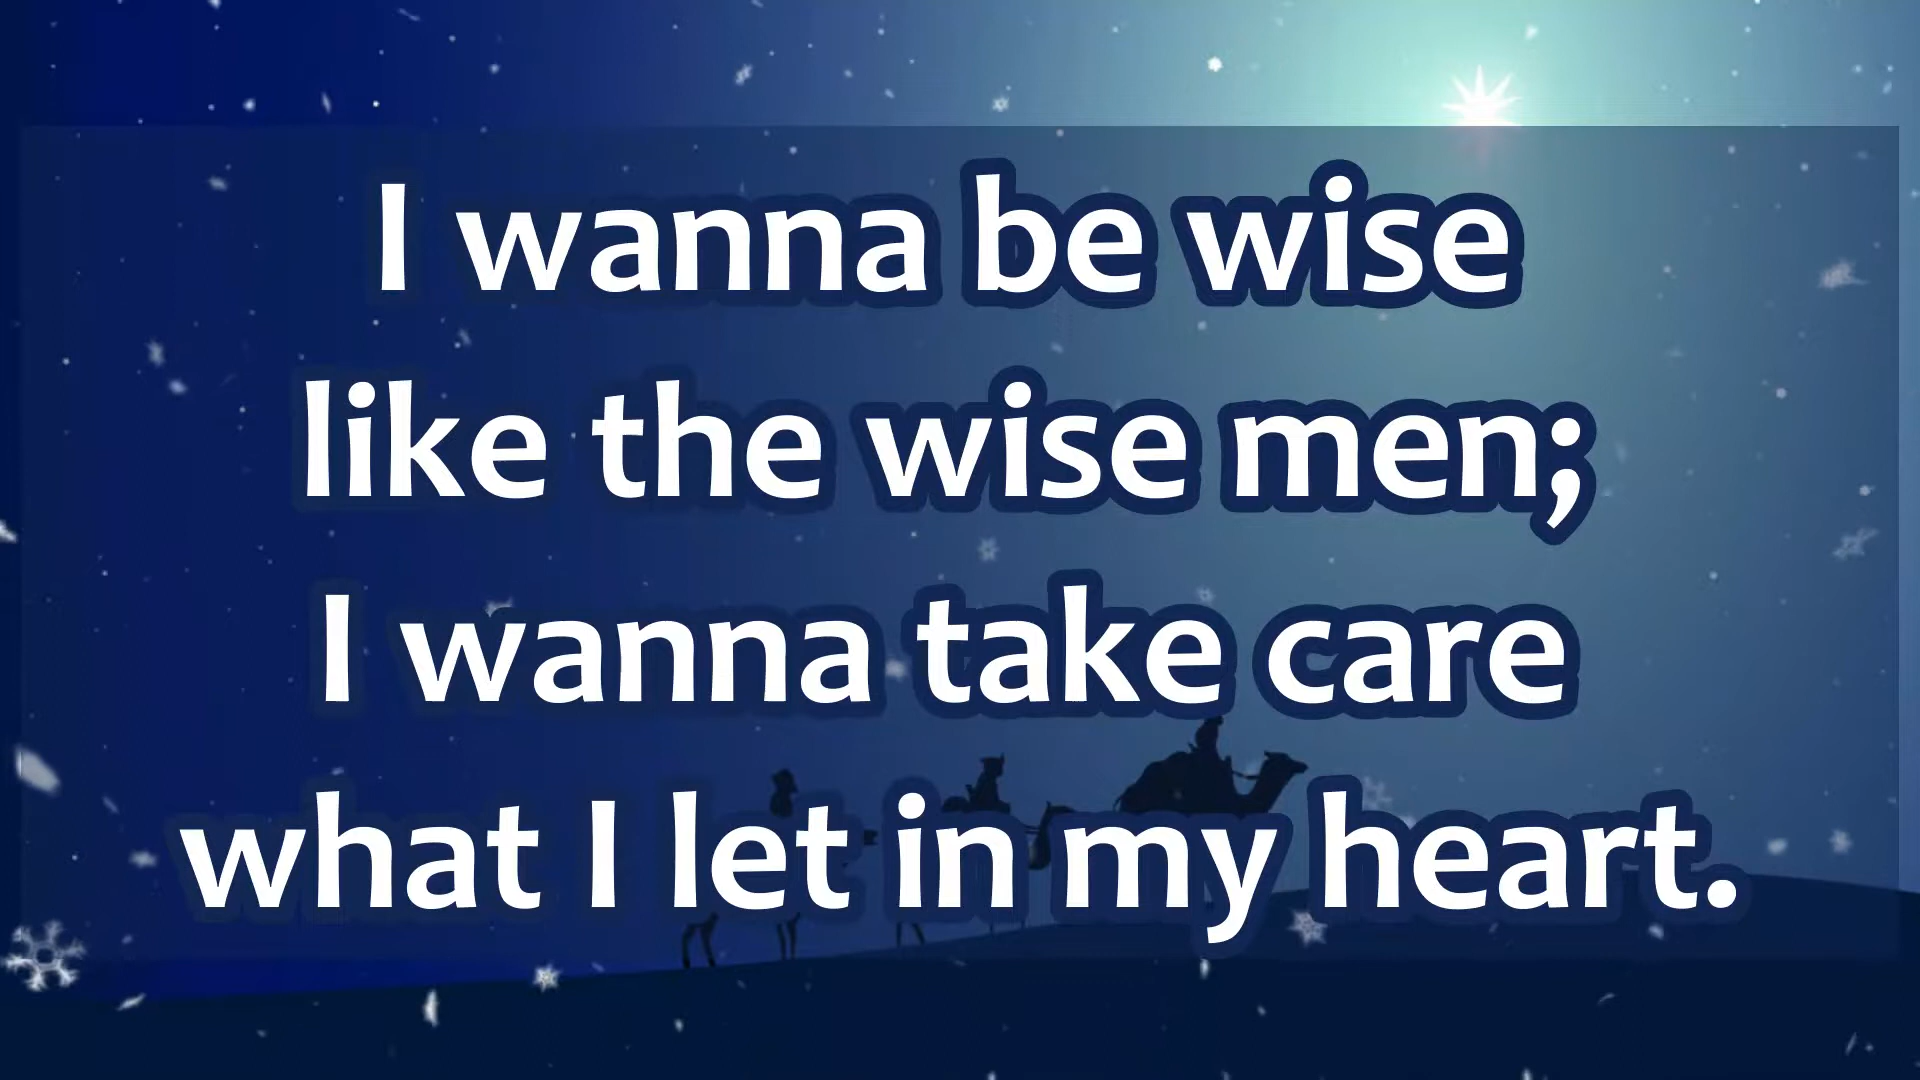 I wanna be wise
like the wise men;
I wanna take care
what I let in my heart.